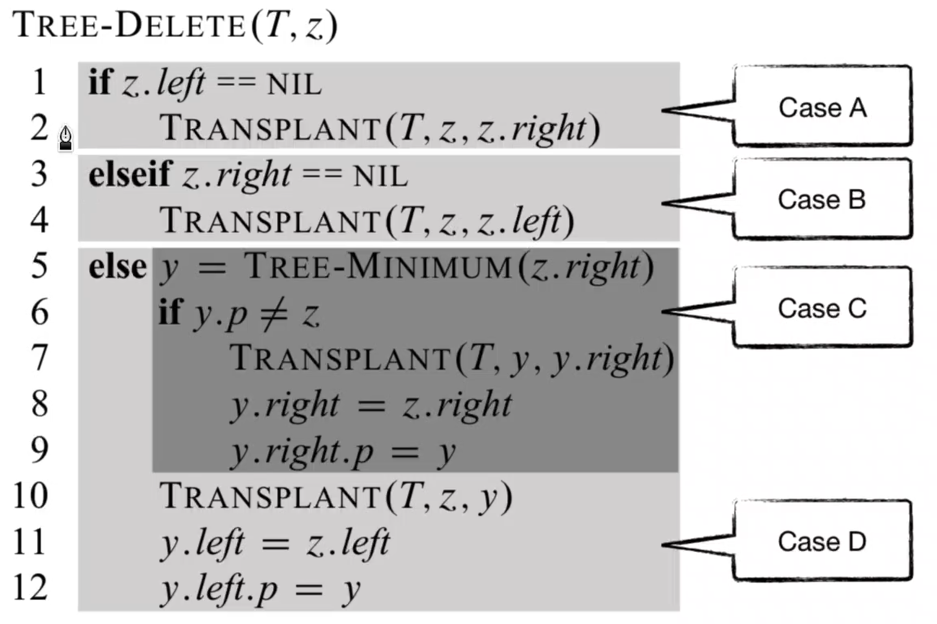 TREE-DELETE(T, z)
1 if z.left == NIL
2 TRANSPLANT(T, z, z.right)
Case A
3 elseif z.right == NIL
4 TRANSPLANT(T, z, z.left)
Case B
5 else y = TREE-MINIMUM(z.right)
6 if y.p ≠ z
Case C
7 TRANSPLANT(T, y, y.right)
8 y.right = z.right
9 y.right.p = y
10 TRANSPLANT(T, z, y)
11 y.left = z.left
Case D
12 y.left.p = y